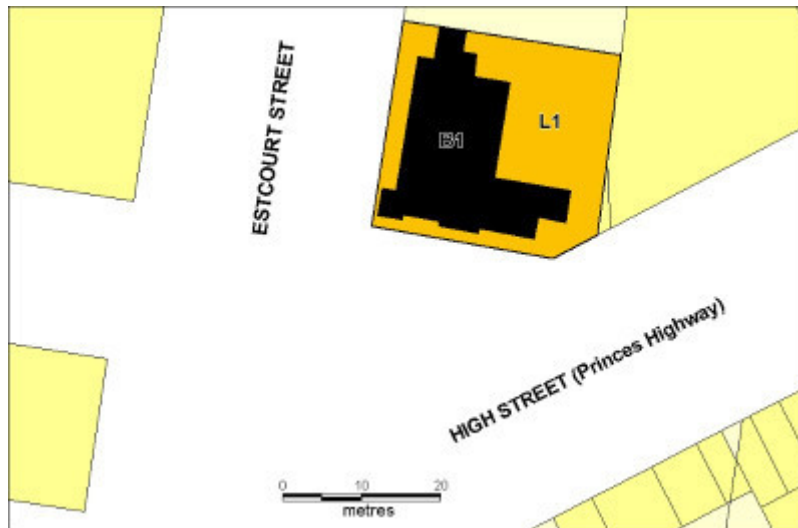 ESTCOURT STREET
B1
L1
HIGH STREET (Princes Highway)
0 10 20
metres